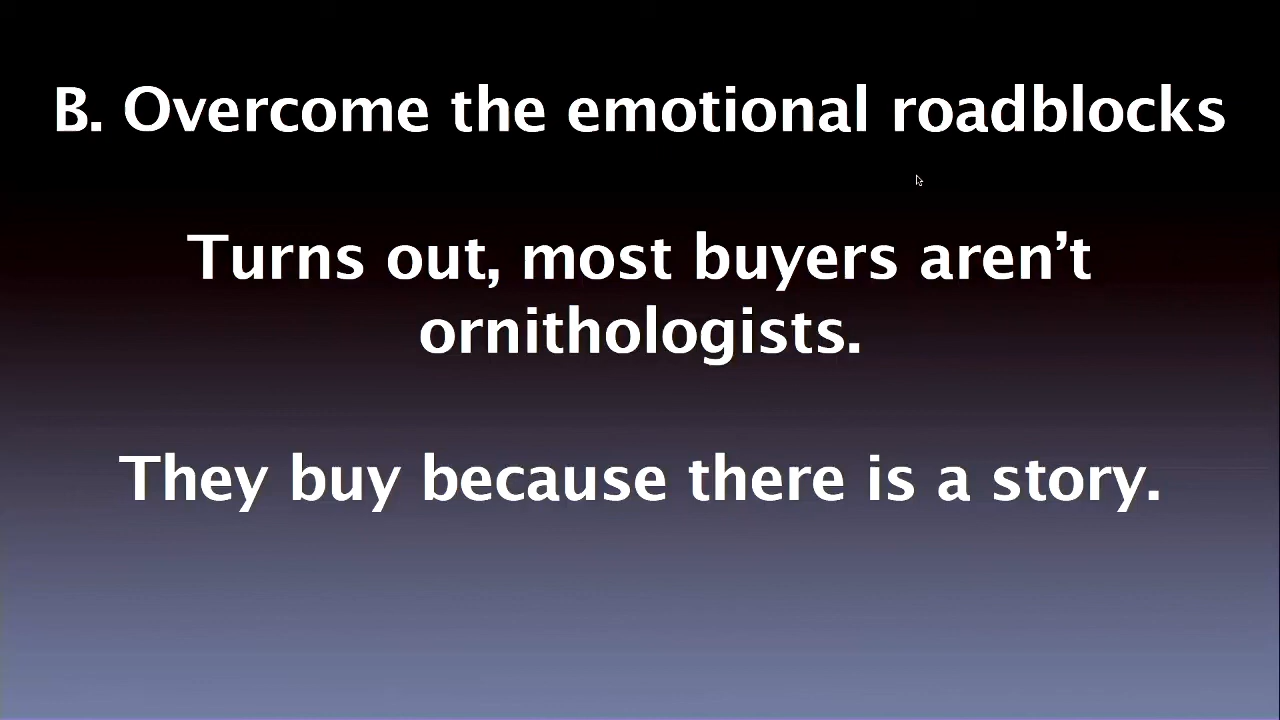 B. Overcome the emotional roadblocks
Turns out, most buyers aren’t
ornithologists.
They buy because there is a story.